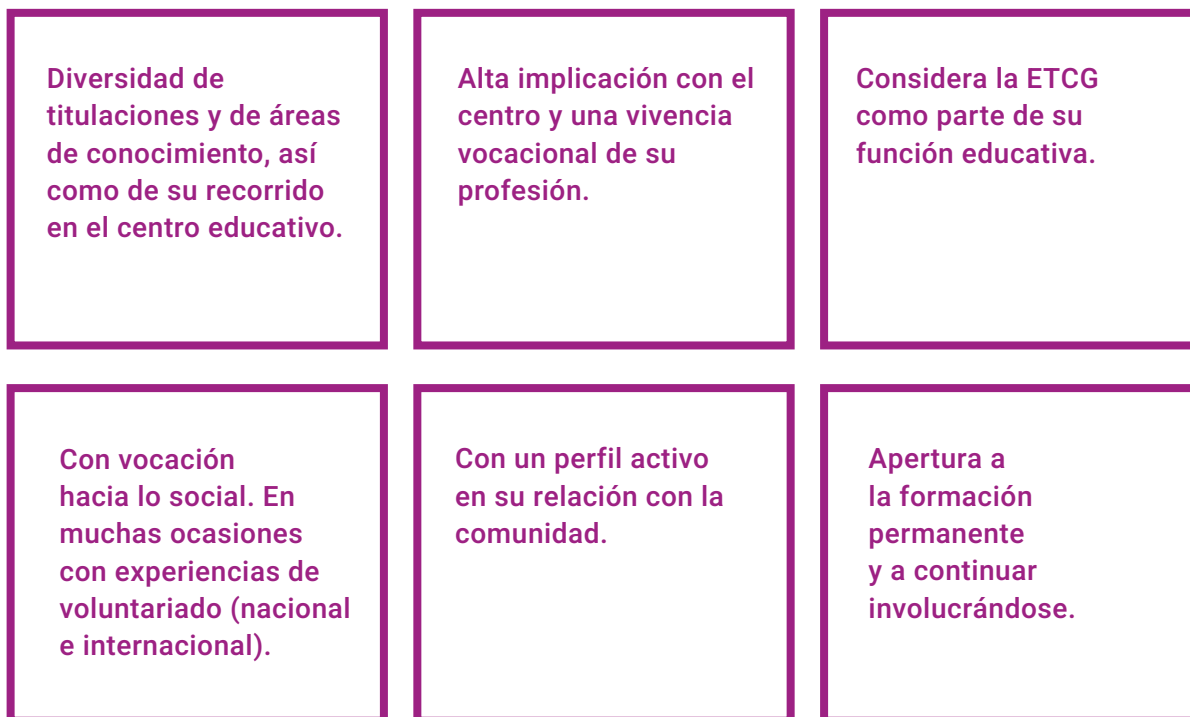 Diversidad de
titulaciones y de áreas
de conocimiento, así
como de su recorrido
en el centro educativo.
Alta implicación con el
centro y una vivencia
vocacional de su
profesión.
Considera la ETCG
como parte de su
función educativa.
Con vocación
hacia lo social. En
muchas ocasiones
con experiencias de
voluntariado (nacional
e internacional).
Con un perfil activo
en su relación con la
comunidad.
Apertura a
la formación
permanente
y a continuar
involucrándose.